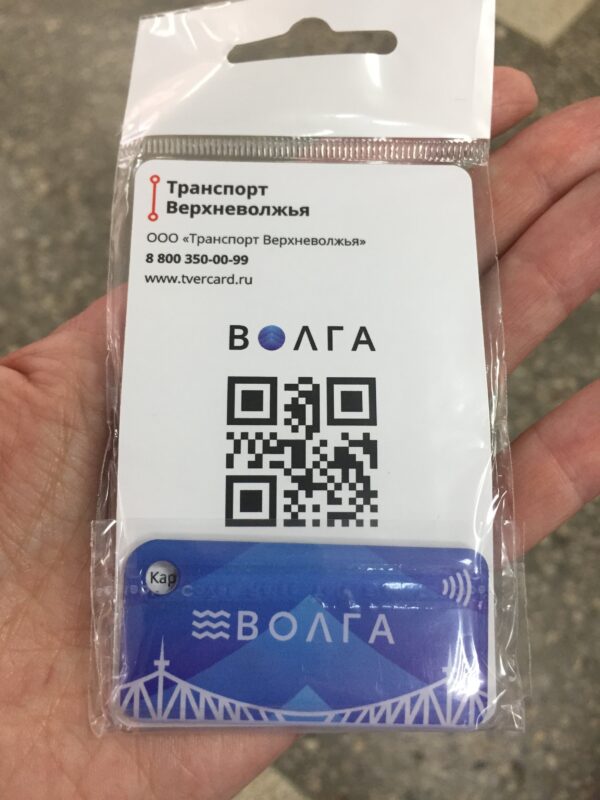 Транспорт
Верхневолжья
ООО «Транспорт Верхневолжья»
8 800 350-00-99
www.tvercard.ru
ВОЛГА
Кар
ВОЛГА